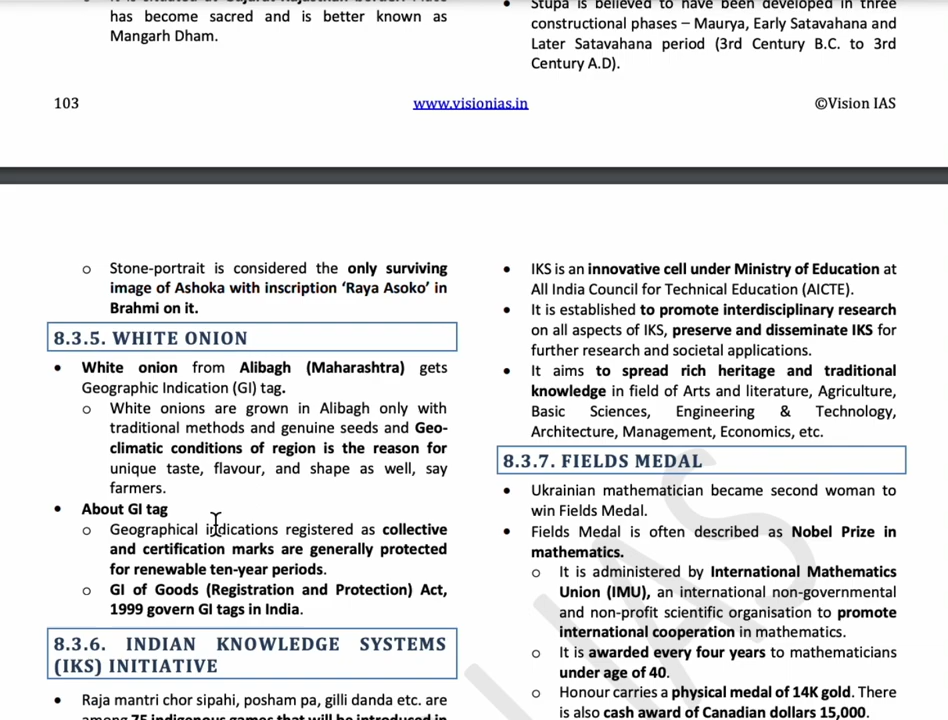 has become sacred and is better known as
Mangarh Dham.
Stupa is believed to have been developed in three
constructional phases – Maurya, Early Satavahana and
Later Satavahana period (3rd Century B.C. to 3rd
Century A.D).
103
www.visionias.in
©Vision IAS
o Stone-portrait is considered the only surviving
image of Ashoka with inscription ‘Raya Asoko’ in
Brahmi on it.
8.3.5. WHITE ONION
• White onion from Alibagh (Maharashtra) gets
Geographic Indication (GI) tag.
o White onions are grown in Alibagh only with
traditional methods and genuine seeds and Geo-
climatic conditions of region is the reason for
unique taste, flavour, and shape as well, say
farmers.
• About GI tag
o Geographical indications registered as collective
and certification marks are generally protected
for renewable ten-year periods.
o GI of Goods (Registration and Protection) Act,
1999 govern GI tags in India.
8.3.6. INDIAN KNOWLEDGE SYSTEMS
(IKS) INITIATIVE
• Raja mantri chor sipahi, posham pa, gilli danda etc. are
among 75 indigenous games that will be introduced in
• IKS is an innovative cell under Ministry of Education at
All India Council for Technical Education (AICTE).
• It is established to promote interdisciplinary research
on all aspects of IKS, preserve and disseminate IKS for
further research and societal applications.
• It aims to spread rich heritage and traditional
knowledge in field of Arts and literature, Agriculture,
Basic Sciences, Engineering & Technology,
Architecture, Management, Economics, etc.
8.3.7. FIELDS MEDAL
• Ukrainian mathematician became second woman to
win Fields Medal.
• Fields Medal is often described as Nobel Prize in
mathematics.
o It is administered by International Mathematics
Union (IMU), an international non-governmental
and non-profit scientific organisation to promote
international cooperation in mathematics.
o It is awarded every four years to mathematicians
under age of 40.
o Honour carries a physical medal of 14K gold. There
is also cash award of Canadian dollars 15,000.
IAS